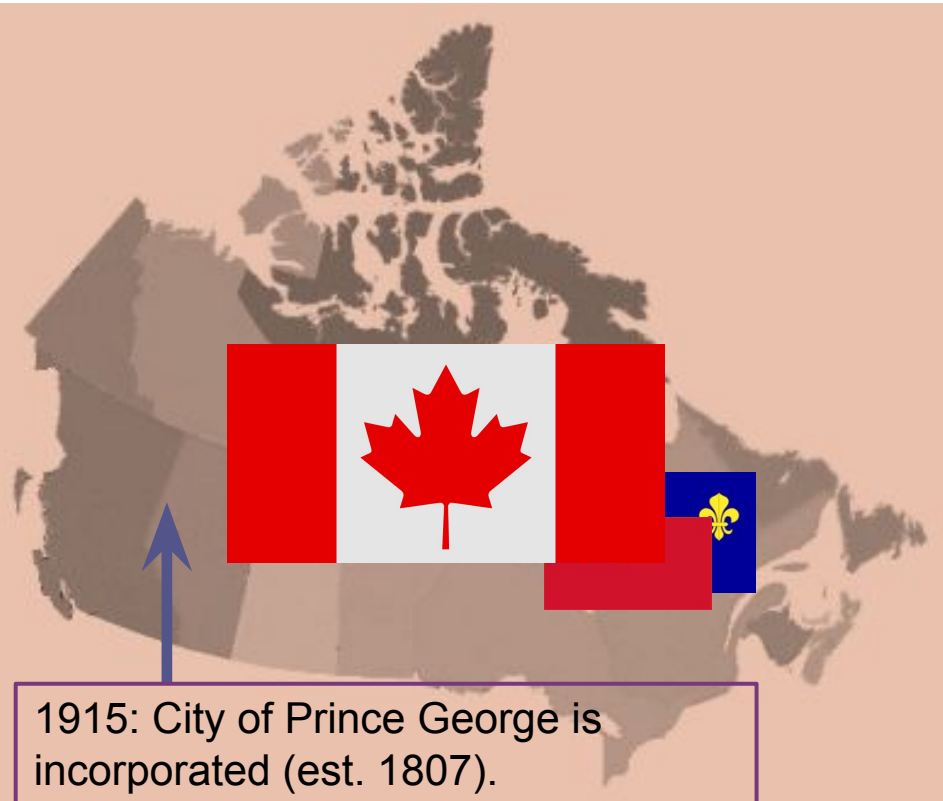 1915: City of Prince George is
incorporated (est. 1807).